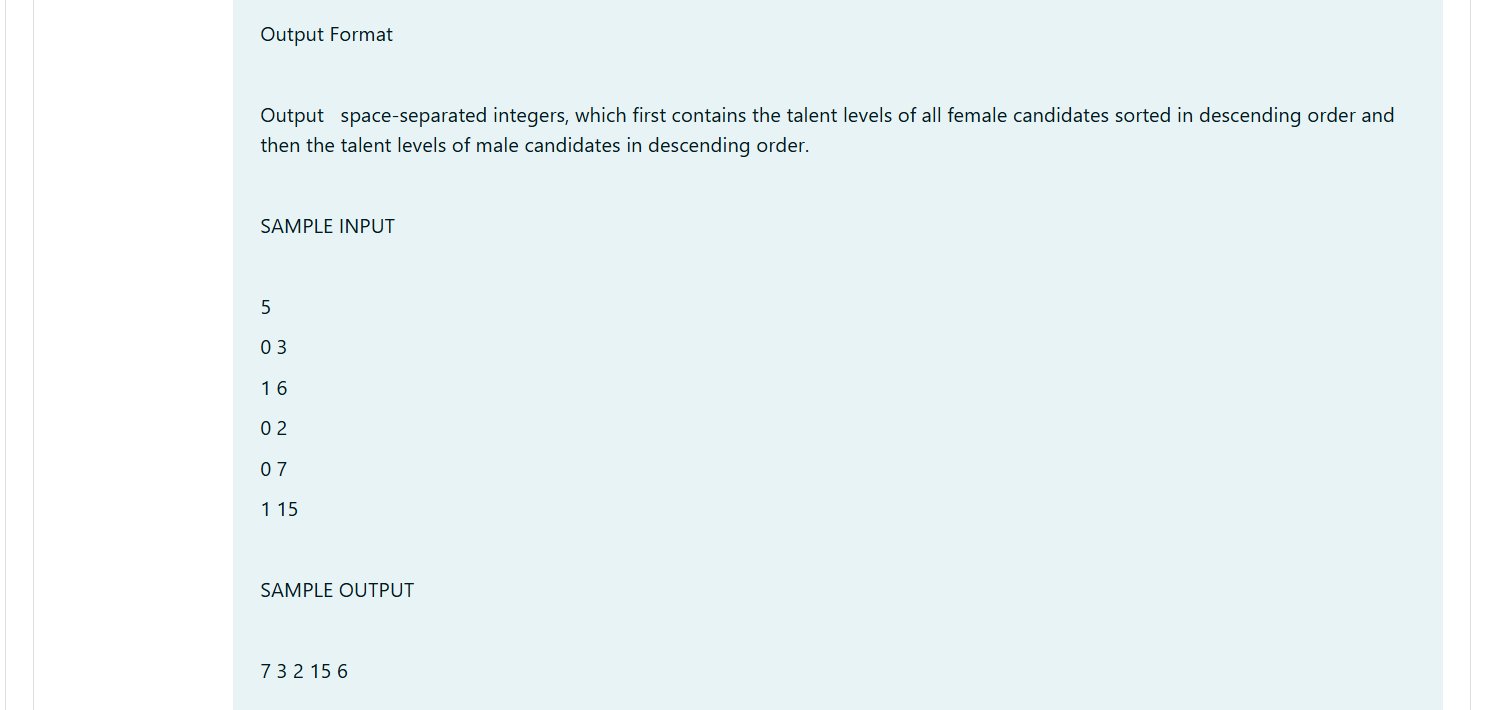 Output Format
Output space-separated integers, which first contains the talent levels of all female candidates sorted in descending order and
then the talent levels of male candidates in descending order.
SAMPLE INPUT
5
0 3
1 6
0 2
0 7
1 15
SAMPLE OUTPUT
7 3 2 15 6